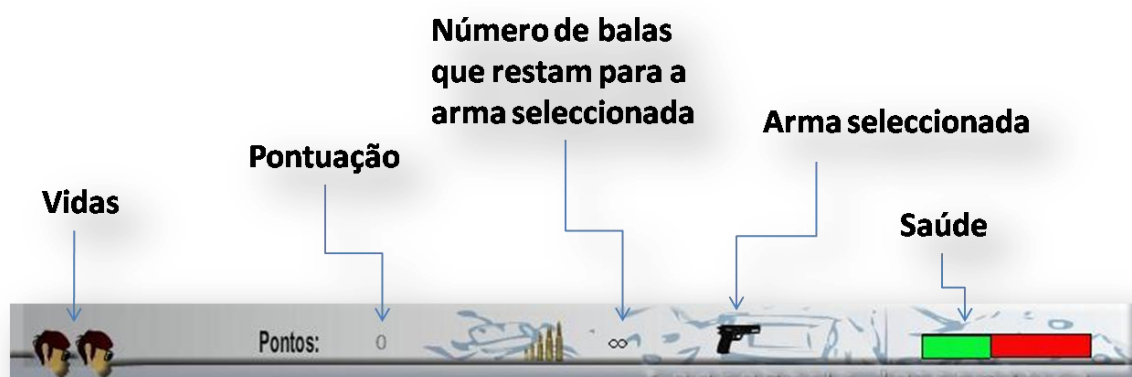 Número de balas
que restam para a
arma seleccionada
Arma seleccionada
Pontuação
Vidas
Saúde
Pontos: 0 ∞